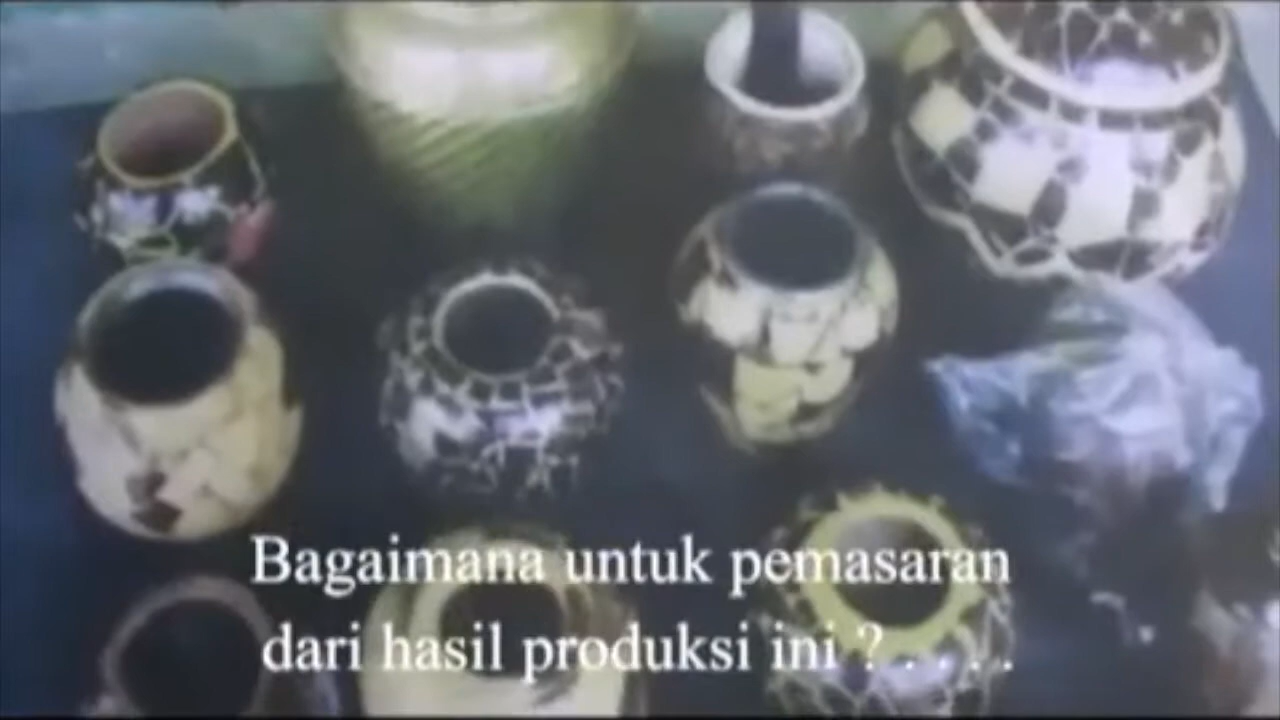 Bagaimana untuk pemasaran
dari hasil produksi ini ? . . . .